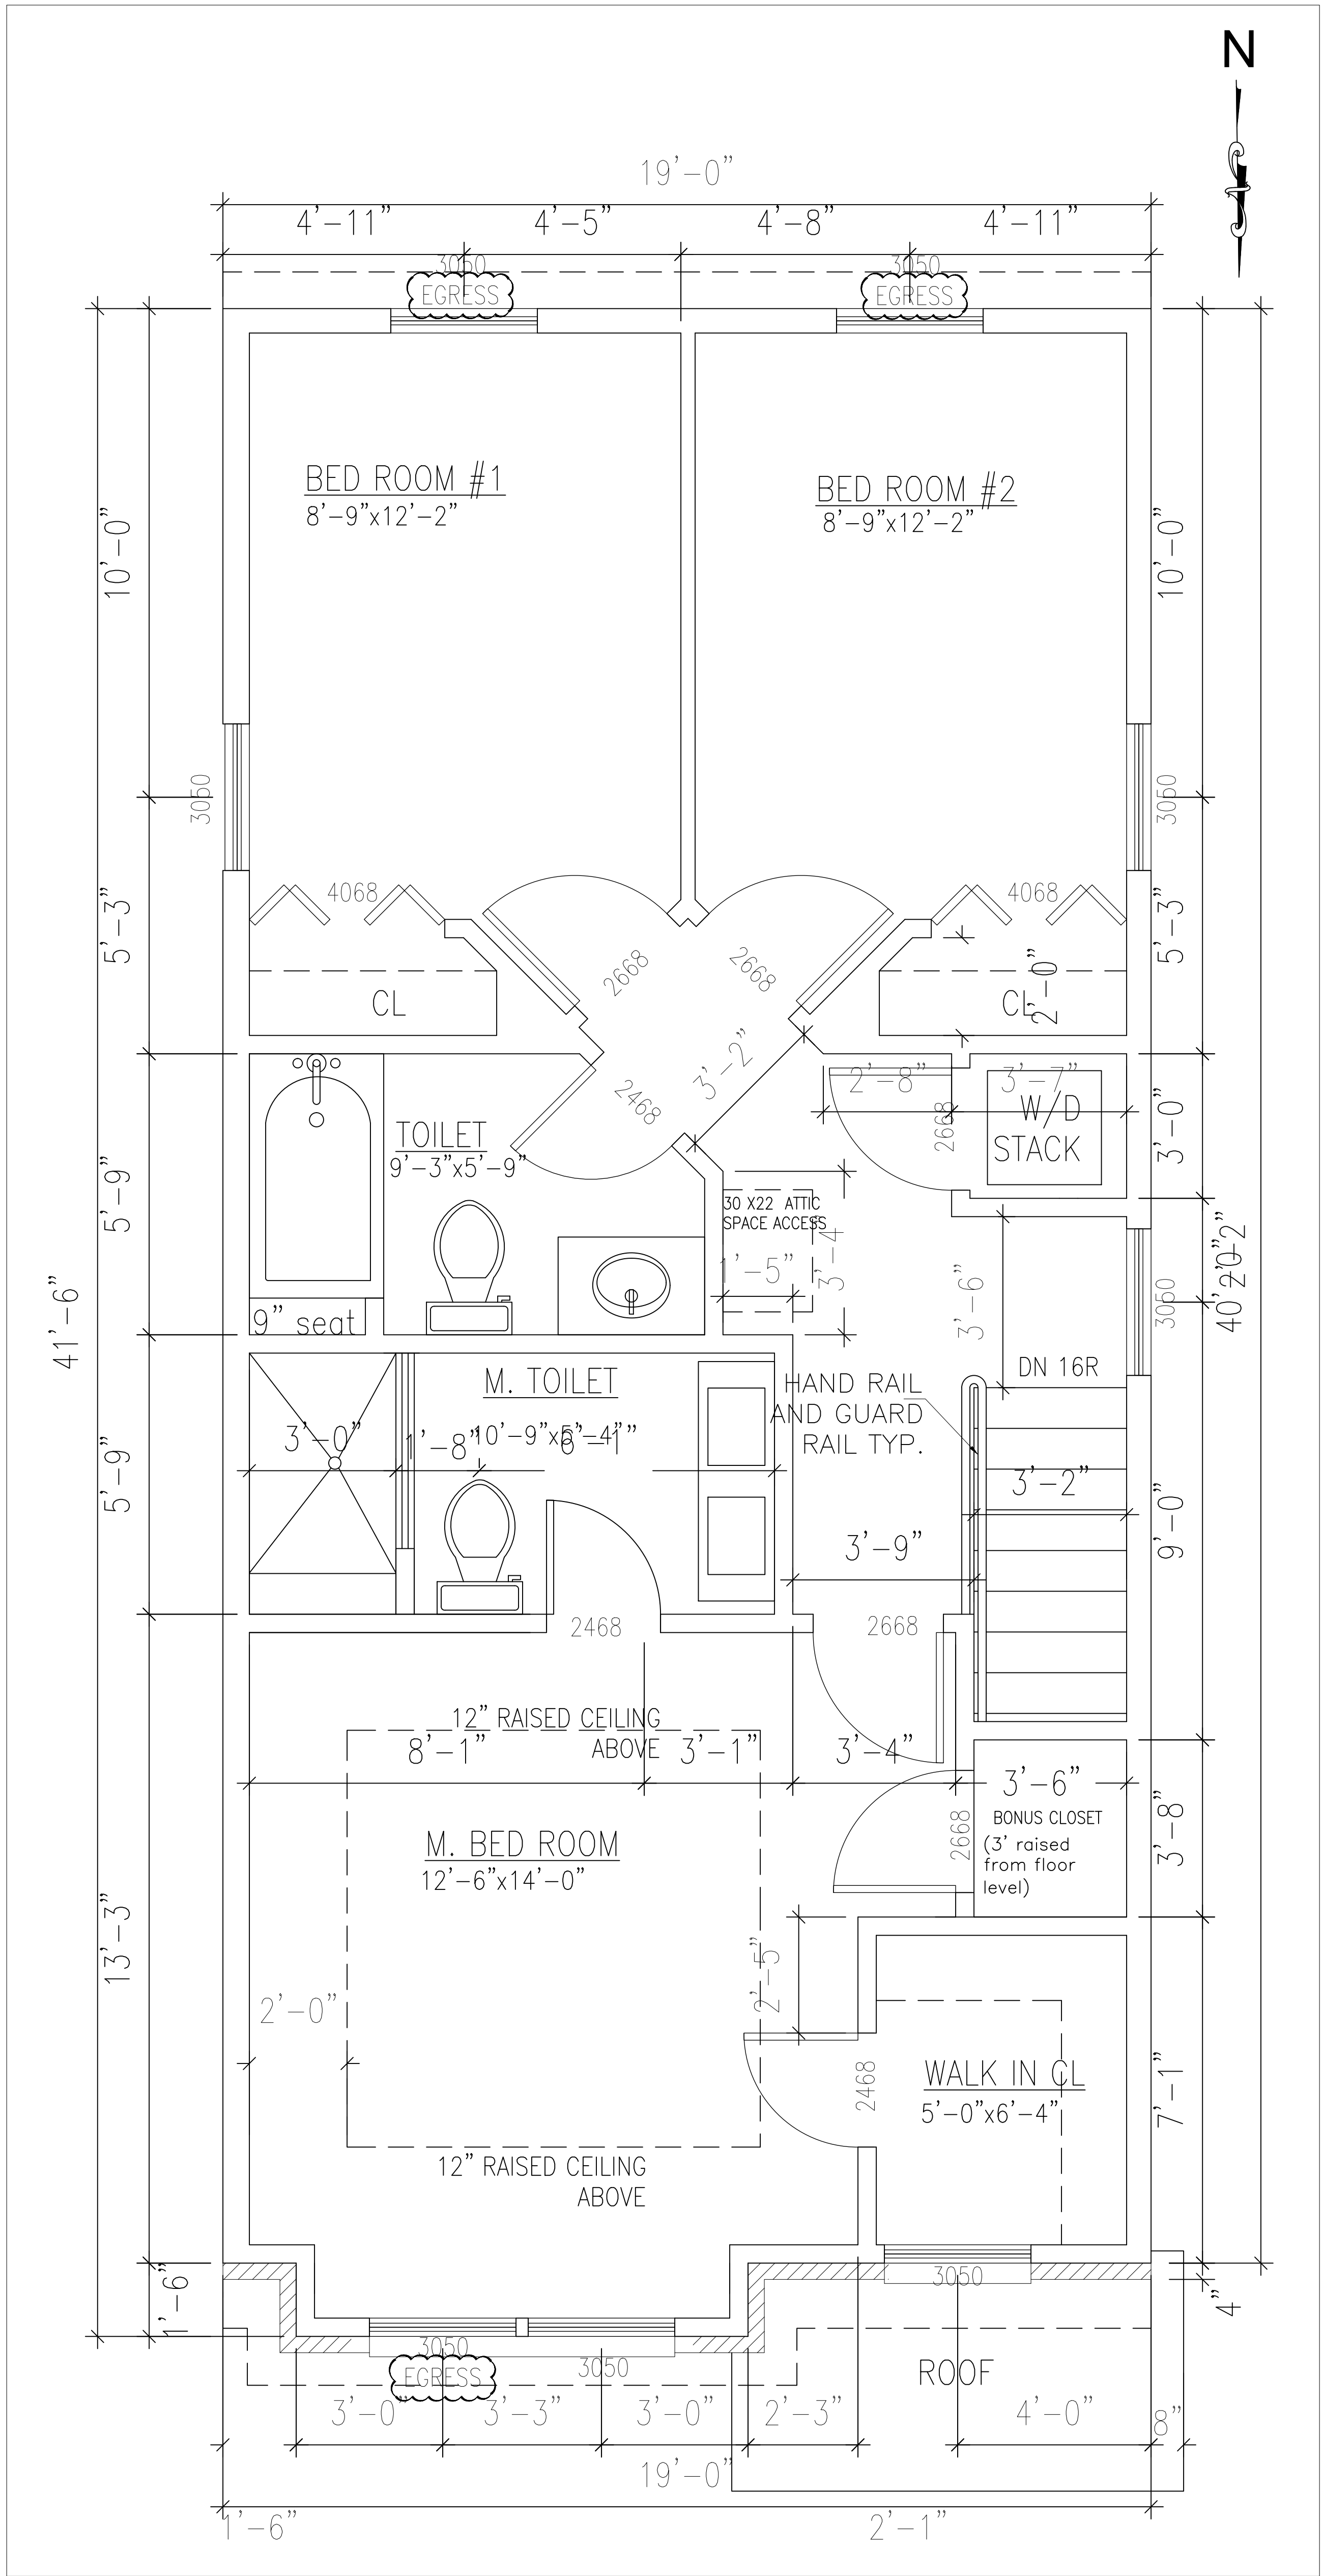 N
19'-0"
4'-11"
4'-5"
4'-8"
4'-11"
3050
EGRESS
3050
EGRESS
BED ROOM #1
8'-9"x12'-2"
BED ROOM #2
8'-9"x12'-2"
10'-0"
10'-0"
3050
3050
4068
4068
5'-3"
5'-3"
2668
2668
CL
CL
2'-0"
3'-2"
2468
2'-8"
3'-7"
2668
W/D
STACK
3'-0"
TOILET
9'-3"x5'-9"
5'-9"
30 X22 ATTIC
SPACE ACCESS
1'-5"
3'-4
3'-6"
3050
41'-6"
9" seat
DN 16R
M. TOILET
10'-9"x5'-4"
3'-0"
1'-8"
6'-1"
HAND RAIL
AND GUARD
RAIL TYP.
3'-2"
5'-9"
9'-0"
3'-9"
2468
2668
12" RAISED CEILING
ABOVE
8'-1"
3'-1"
3'-4"
3'-6"
BONUS CLOSET
(3' raised
from floor
level)
2668
3'-8"
M. BED ROOM
12'-6"x14'-0"
13'-3"
2'-5"
2'-0"
WALK IN CL
5'-0"x6'-4"
2468
7'-1"
12" RAISED CEILING
ABOVE
1'-6"
3050
4"
3050
EGRESS
3050
ROOF
3'-0"
3'-3"
3'-0"
2'-3"
4'-0"
8"
19'-0"
1'-6"
2'-1"